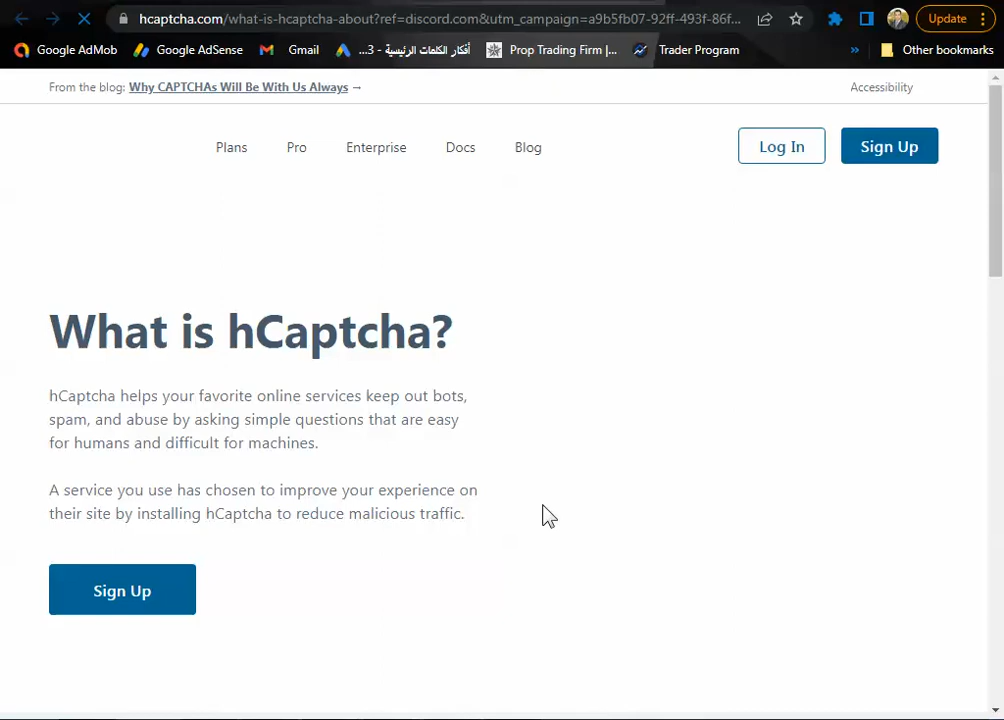 hcaptcha.com/what-is-hcaptcha-about?ref=discord.com&utm_campaign=a9b5fb07-92ff-493f-86f...
Update
Google AdMob
Google AdSense
Gmail
أفكار الكلمات الرئيسية - 3...
Prop Trading Firm |...
Trader Program
»
Other bookmarks
From the blog: Why CAPTCHAs Will Be With Us Always →
Accessibility
Plans
Pro
Enterprise
Docs
Blog
Log In
Sign Up
What is hCaptcha?
hCaptcha helps your favorite online services keep out bots,
spam, and abuse by asking simple questions that are easy
for humans and difficult for machines.
A service you use has chosen to improve your experience on
their site by installing hCaptcha to reduce malicious traffic.
Sign Up